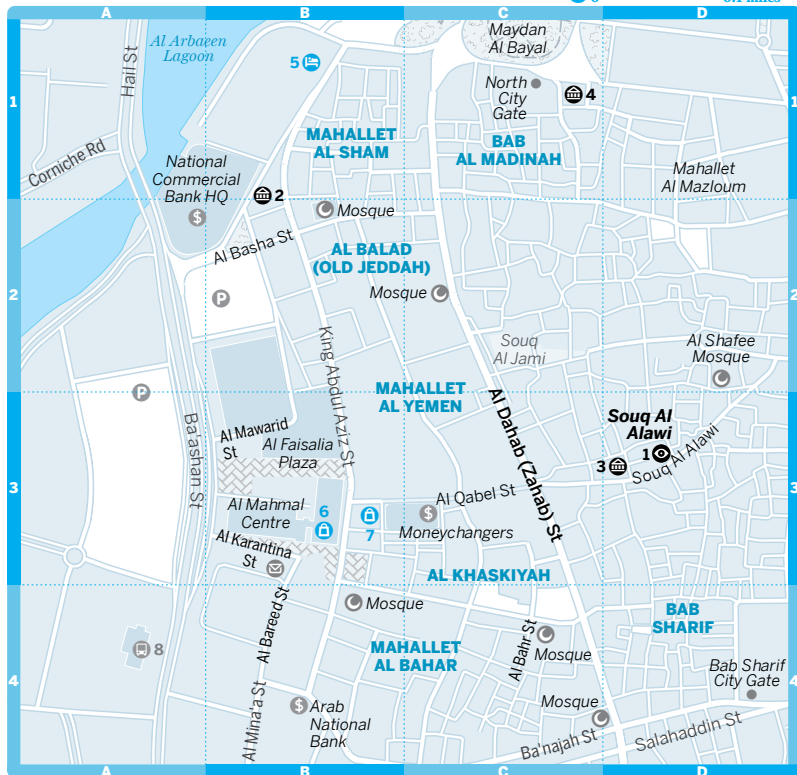 A
B
C
D
Al Arbaeen
Lagoon
Hail St
5
Maydan
Al Bayal
North
City
Gate
4
1
1
MAHALLET
AL SHAM
BAB
AL MADINAH
Corniche Rd
National
Commercial
Bank HQ
$
2
Mosque
Mahallet
Al Mazloum
Al Basha St
AL BALAD
(OLD JEDDAH)
P
Mosque
2
2
King Abdul Aziz St
Souq
Al Jami
Al Shafee
Mosque
P
MAHALLET
AL YEMEN
Al Dahab (Zahab) St
Ba'ashan St
Al Mawarid
St
Al Faisalia
Plaza
Souq Al
Alawi
1
3
Souq Al Alawi
3
3
Al Mahmal
Centre
6
7
Al Qabel St
$
Moneychangers
Al Karantina
St
AL KHASKIYAH
Al Bareed St
Mosque
BAB
SHARIF
8
MAHALLET
AL BAHAR
Al Bahr St
Mosque
Bab Sharif
City Gate
4
4
Al Mina'a St
$
Arab
National
Bank
Mosque
Ba'najah St
Salahaddin St
A
B
C
D